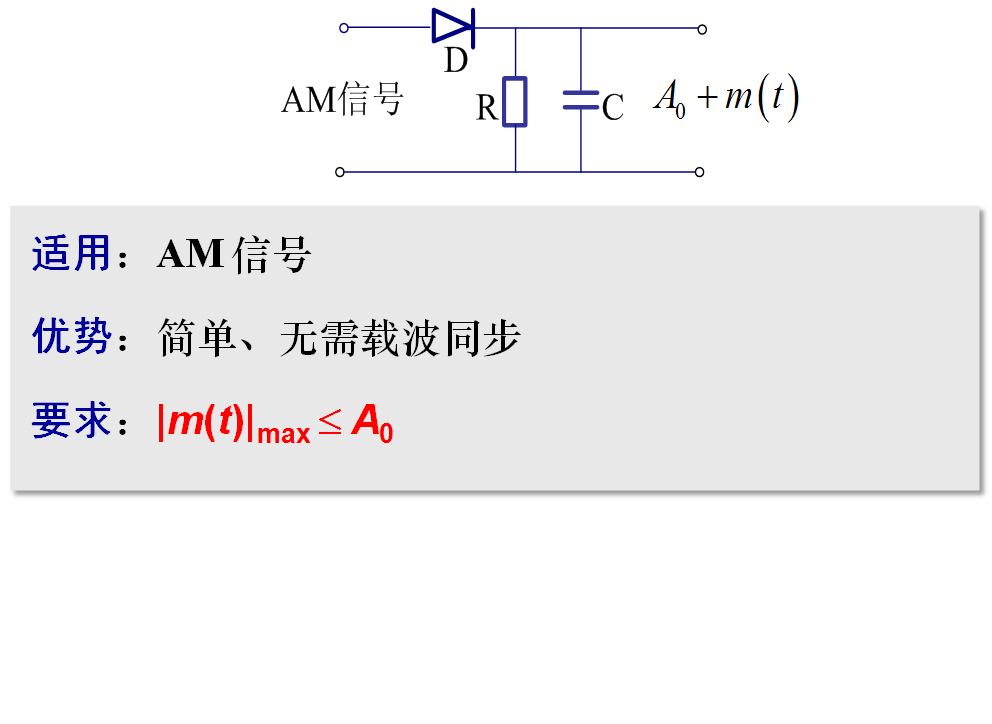 D
AM信号 R C A₀ + m(t)
适用：AM 信号
优势：简单、无需载波同步
要求：|m(t)|max ≤ A₀